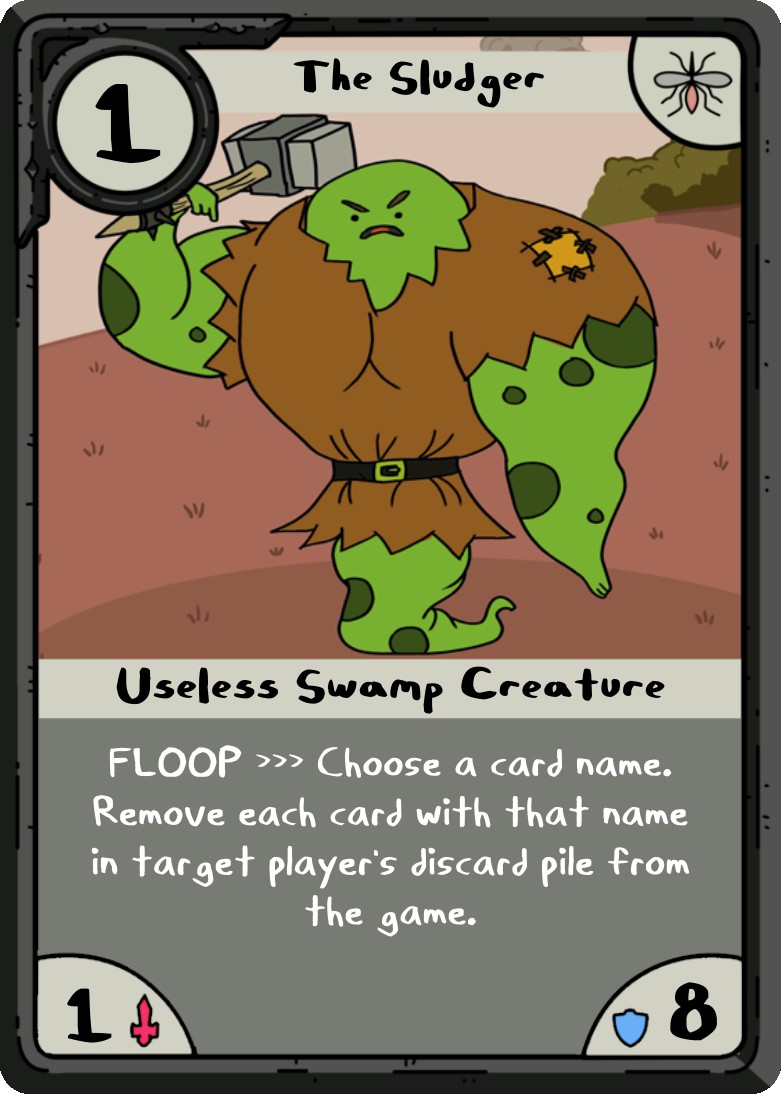 1
The Sludger
Useless Swamp Creature
FLOOP >>> Choose a card name.
Remove each card with that name
in target player's discard pile from
the game.
1
8